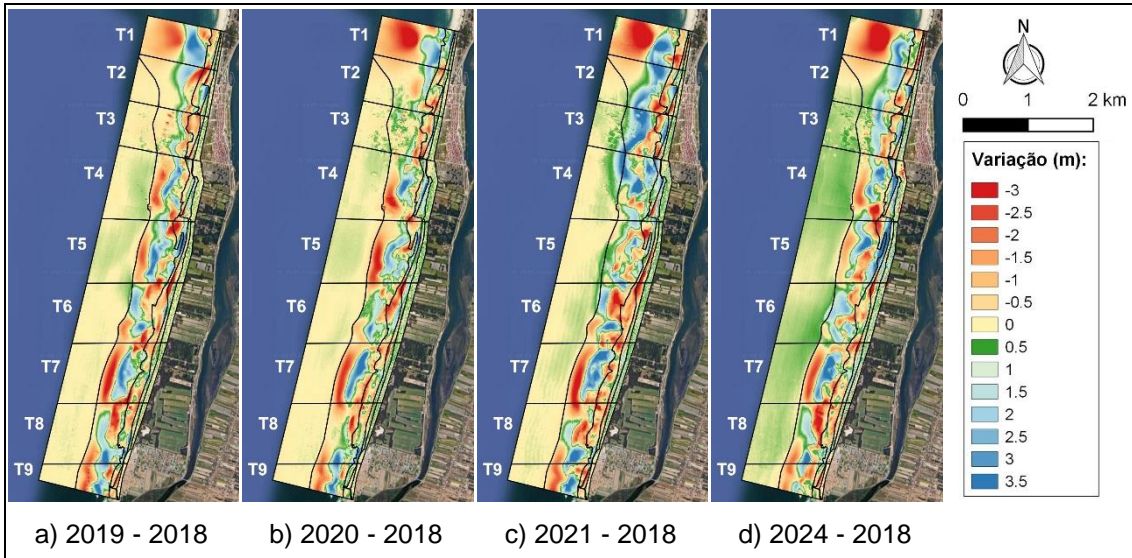 T1
T2
T3
T4
T5
T6
T7
T8
T9
a) 2019 - 2018
T1
T2
T3
T4
T5
T6
T7
T8
T9
b) 2020 - 2018
T1
T2
T3
T4
T5
T6
T7
T8
T9
c) 2021 - 2018
T1
T2
T3
T4
T5
T6
T7
T8
T9
d) 2024 - 2018
N
0 1 2 km
Variação (m):
-3
-2.5
-2
-1.5
-1
-0.5
0
0.5
1
1.5
2
2.5
3
3.5